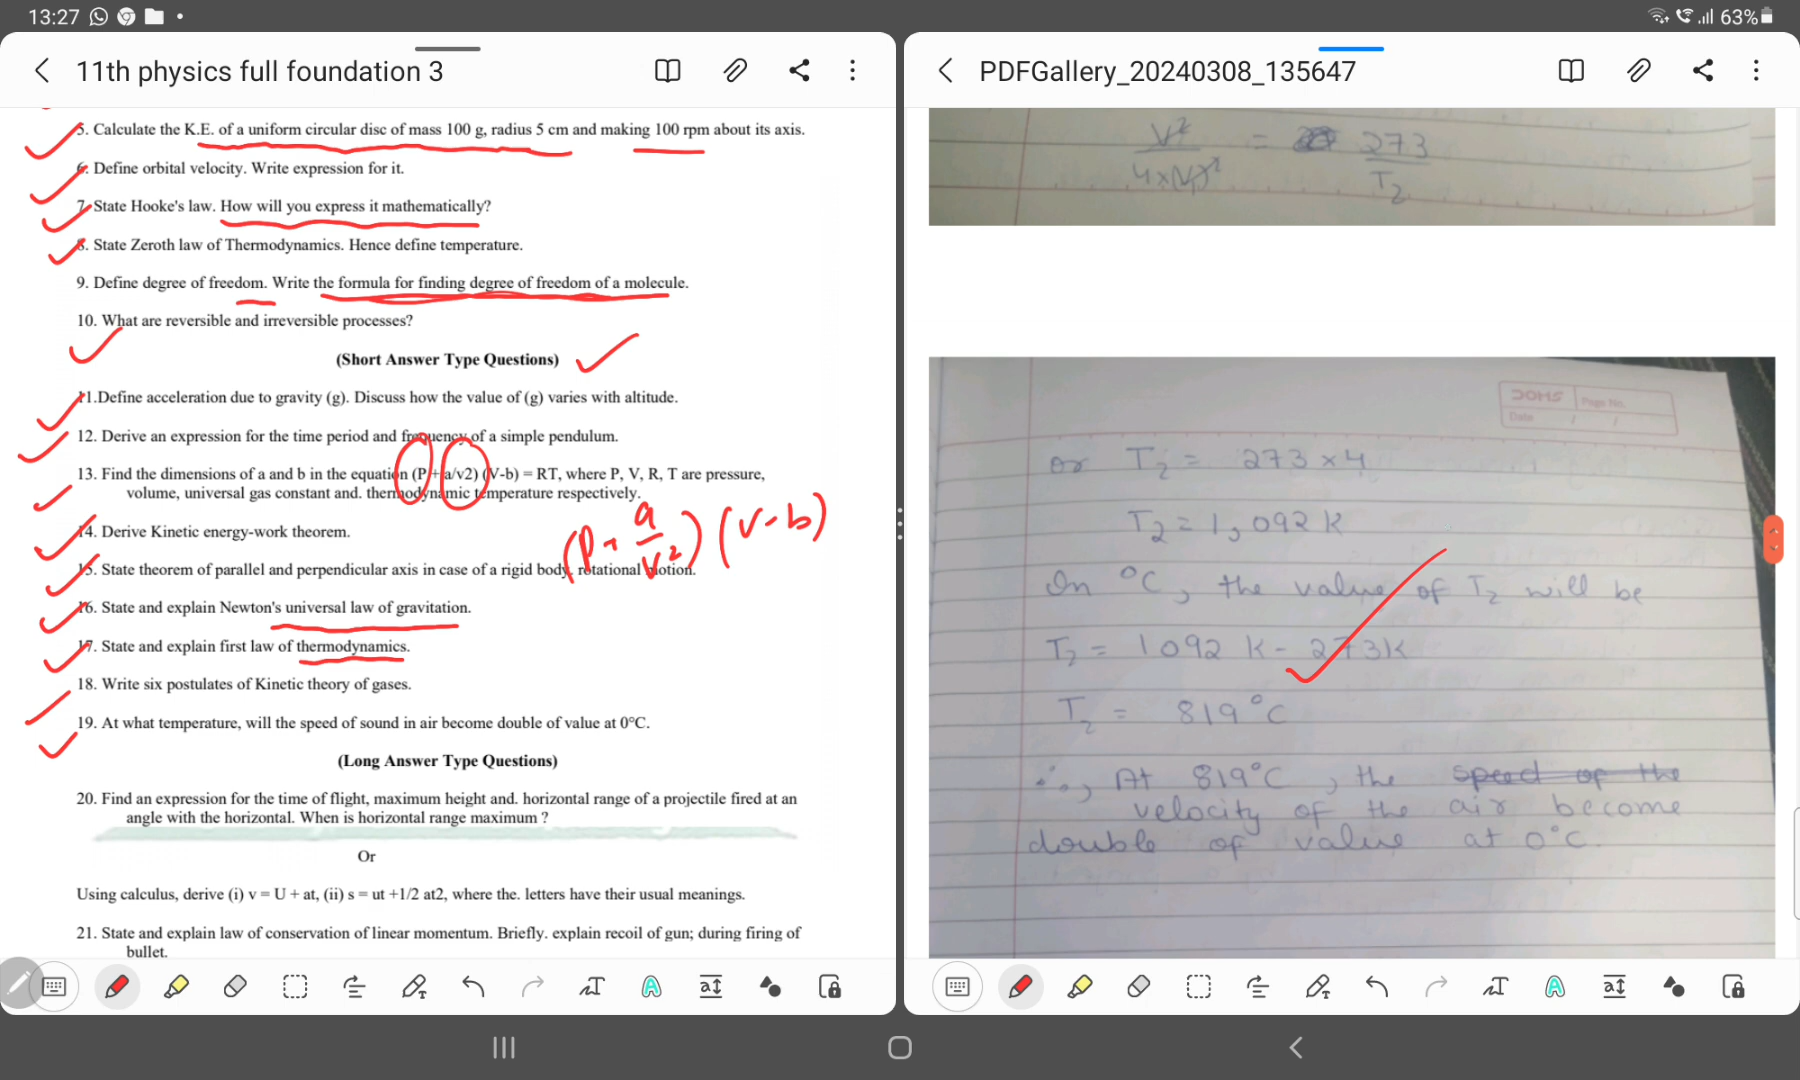 13:27
63%
11th physics full foundation 3
5. Calculate the K.E. of a uniform circular disc of mass 100 g, radius 5 cm and making 100 rpm about its axis.
6. Define orbital velocity. Write expression for it.
7. State Hooke's law. How will you express it mathematically?
8. State Zeroth law of Thermodynamics. Hence define temperature.
9. Define degree of freedom. Write the formula for finding degree of freedom of a molecule.
10. What are reversible and irreversible processes?
(Short Answer Type Questions)
11.Define acceleration due to gravity (g). Discuss how the value of (g) varies with altitude.
12. Derive an expression for the time period and frequency of a simple pendulum.
13. Find the dimensions of a and b in the equation (P + a/v2) (V-b) = RT, where P, V, R, T are pressure,
volume, universal gas constant and. thermodynamic temperature respectively.
(P + a/v²) (v-b)
14. Derive Kinetic energy-work theorem.
15. State theorem of parallel and perpendicular axis in case of a rigid body, rotational motion.
16. State and explain Newton's universal law of gravitation.
17. State and explain first law of thermodynamics.
18. Write six postulates of Kinetic theory of gases.
19. At what temperature, will the speed of sound in air become double of value at 0°C.
(Long Answer Type Questions)
20. Find an expression for the time of flight, maximum height and. horizontal range of a projectile fired at an
angle with the horizontal. When is horizontal range maximum ?
Or
Using calculus, derive (i) v = U + at, (ii) s = ut +1/2 at2, where the. letters have their usual meanings.
21. State and explain law of conservation of linear momentum. Briefly. explain recoil of gun; during firing of
bullet.
PDFGallery_20240308_135647
V² = 273
4×(V₁)² T₂
DOMS Page No.
Date / /
or T₂ = 273 × 4
T₂ = 1,092 K
In °C, the value of T₂ will be
T₂ = 1092 K - 273K
T₂ = 819°C
∴, At 819°C, the speed of the
velocity of the air become
double of value at 0°C.